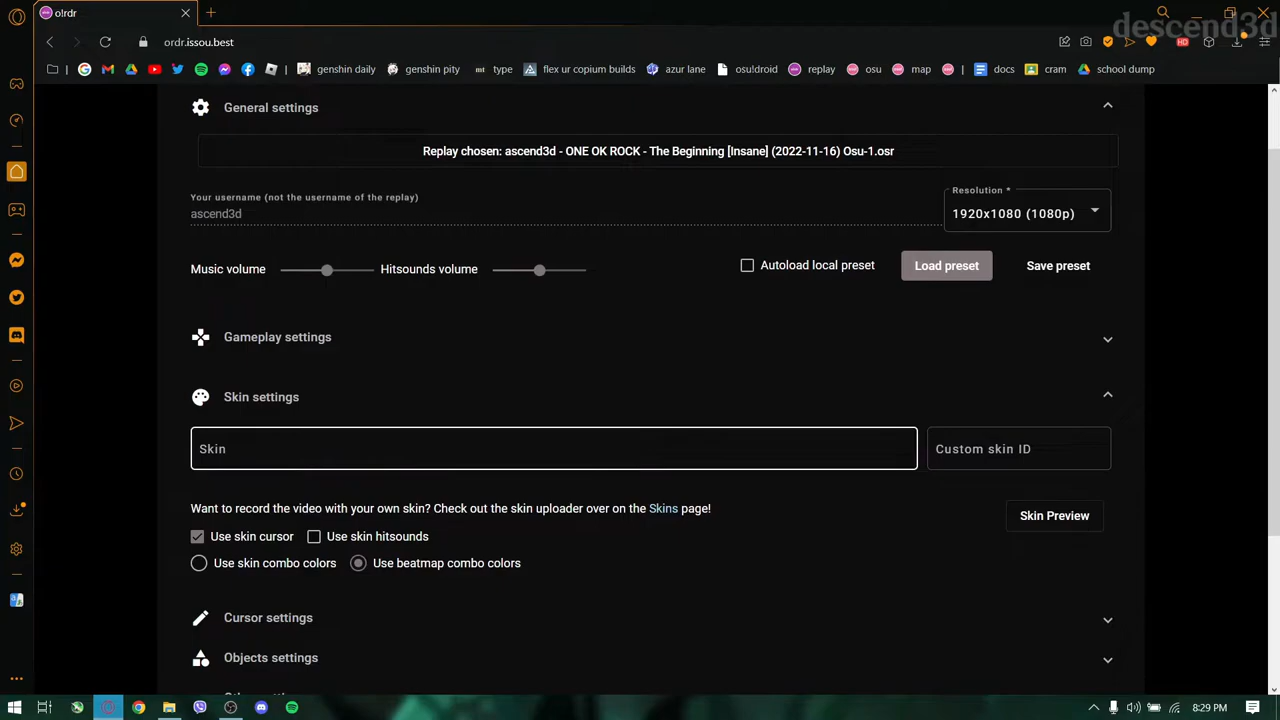 o!rdr
descend3d
ordr.issou.best
HD
genshin daily
genshin pity
mt type
flex ur copium builds
azur lane
osu!droid
replay
osu
map
docs
cram
school dump
General settings
Replay chosen: ascend3d - ONE OK ROCK - The Beginning [Insane] (2022-11-16) Osu-1.osr
Your username (not the username of the replay)
ascend3d
Resolution *
1920x1080 (1080p)
Music volume
Hitsounds volume
Autoload local preset
Load preset
Save preset
Gameplay settings
Skin settings
Skin
Custom skin ID
Want to record the video with your own skin? Check out the skin uploader over on the Skins page!
Skin Preview
Use skin cursor
Use skin hitsounds
Use skin combo colors
Use beatmap combo colors
Cursor settings
Objects settings
8:29 PM